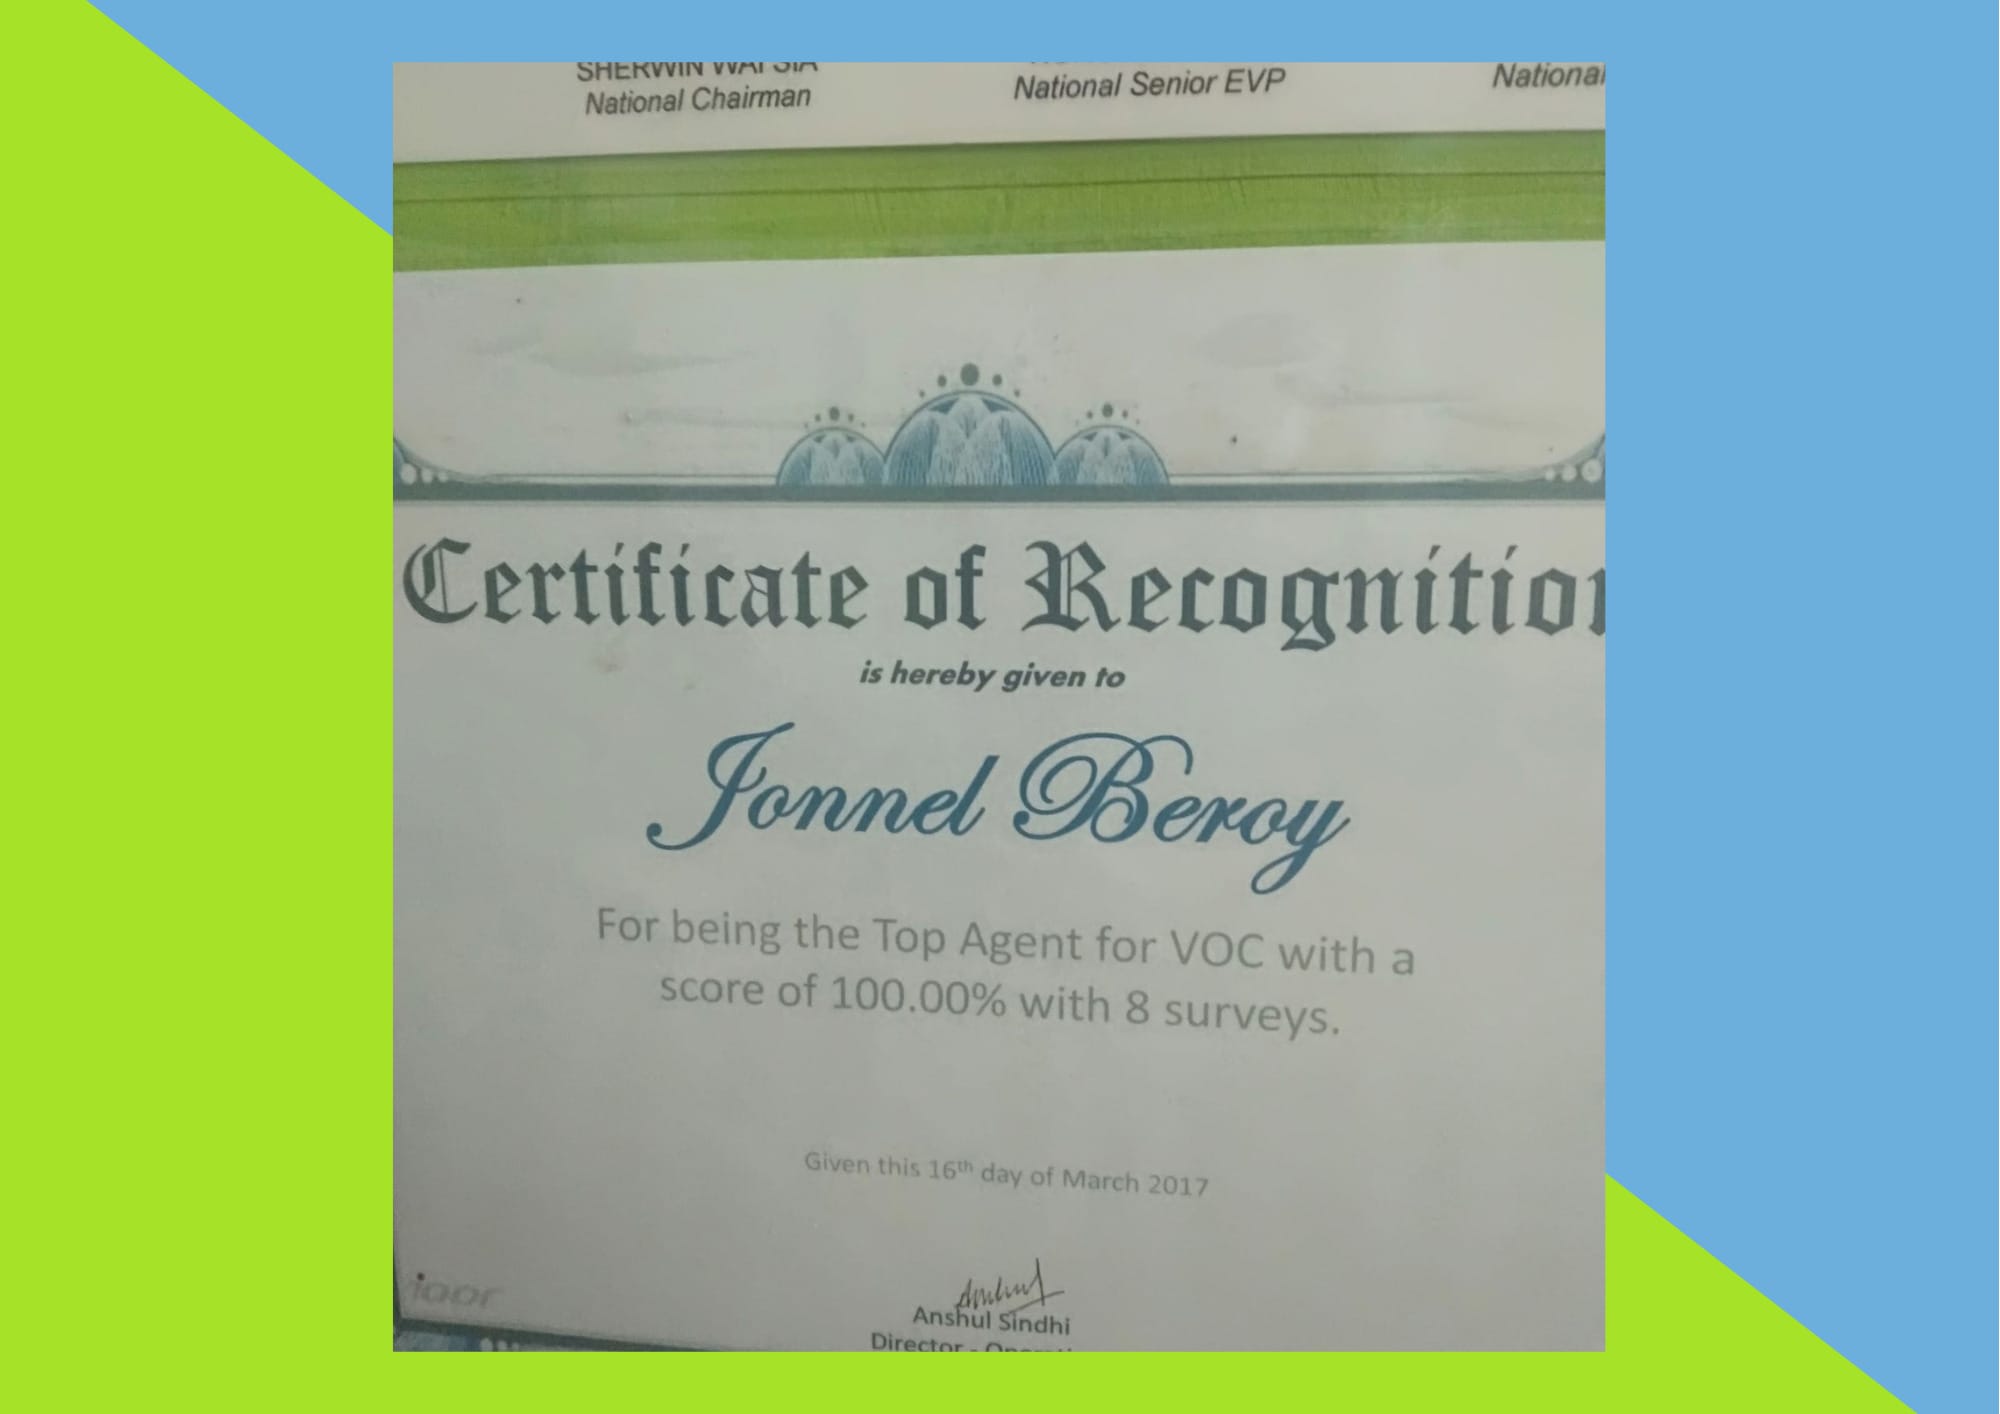 SHERWIN
National Chairman
National Senior EVP
National
Certificate of Recognition
is hereby given to
Jonnel Beroy
For being the Top Agent for VOC with a
score of 100.00% with 8 surveys.
Given this 16th day of March 2017
Anshul Sindhi
Director -